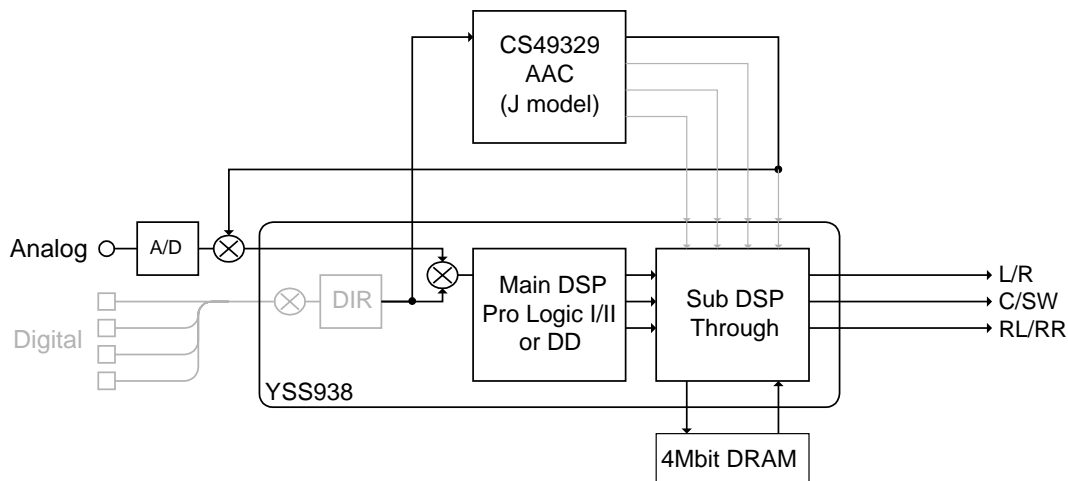 CS49329
AAC
(J model)
Analog
A/D
Digital
DIR
Main DSP
Pro Logic I/II
or DD
Sub DSP
Through
L/R
C/SW
RL/RR
YSS938
4Mbit DRAM